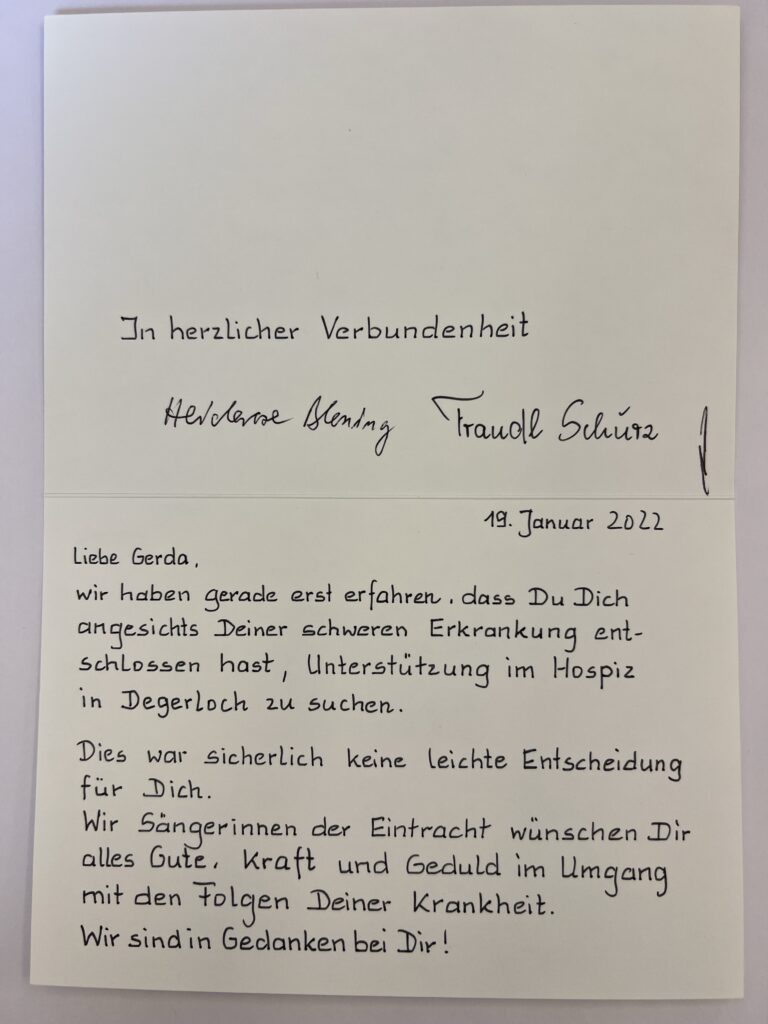 In herzlicher Verbundenheit
Heiderose Blening Traudl Schürz
19. Januar 2022
Liebe Gerda,
wir haben gerade erst erfahren, dass Du Dich
angesichts Deiner schweren Erkrankung ent-
schlossen hast, Unterstützung im Hospiz
in Degerloch zu suchen.
Dies war sicherlich keine leichte Entscheidung
für Dich.
Wir Sängerinnen der Eintracht wünschen Dir
alles Gute, Kraft und Geduld im Umgang
mit den Folgen Deiner Krankheit.
Wir sind in Gedanken bei Dir!